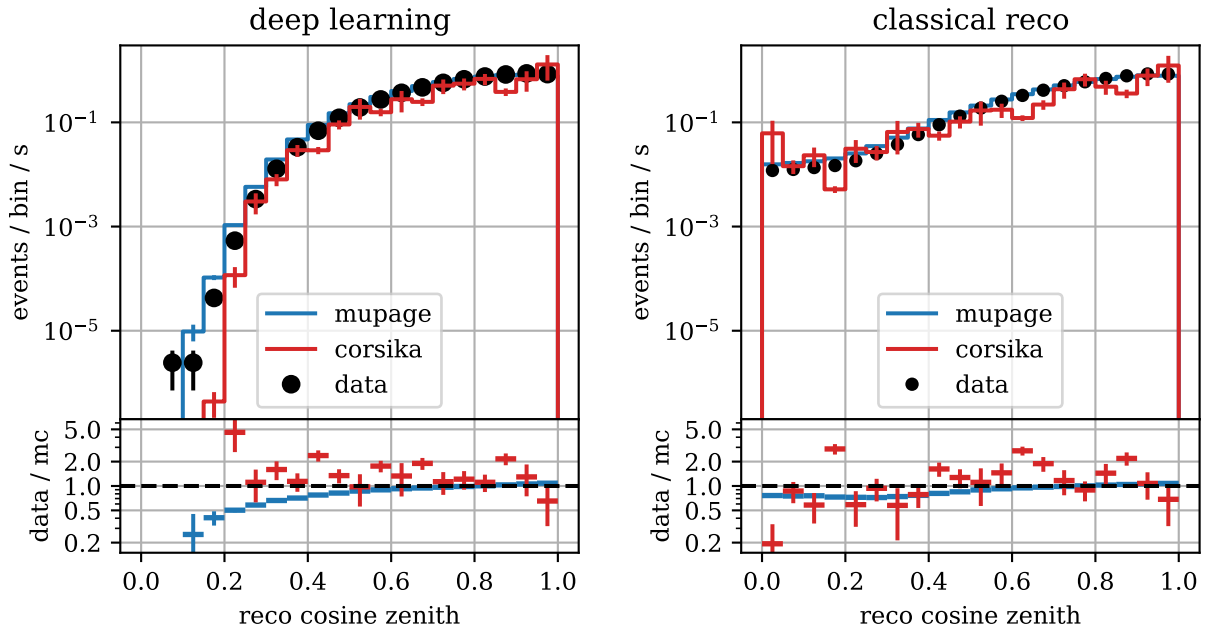 deep learning
events / bin / s
10⁻¹
10⁻³
10⁻⁵
mupage
corsika
data
data / mc
5.0
2.0
1.0
0.5
0.2
0.0 0.2 0.4 0.6 0.8 1.0
reco cosine zenith
classical reco
events / bin / s
10⁻¹
10⁻³
10⁻⁵
mupage
corsika
data
data / mc
5.0
2.0
1.0
0.5
0.2
0.0 0.2 0.4 0.6 0.8 1.0
reco cosine zenith